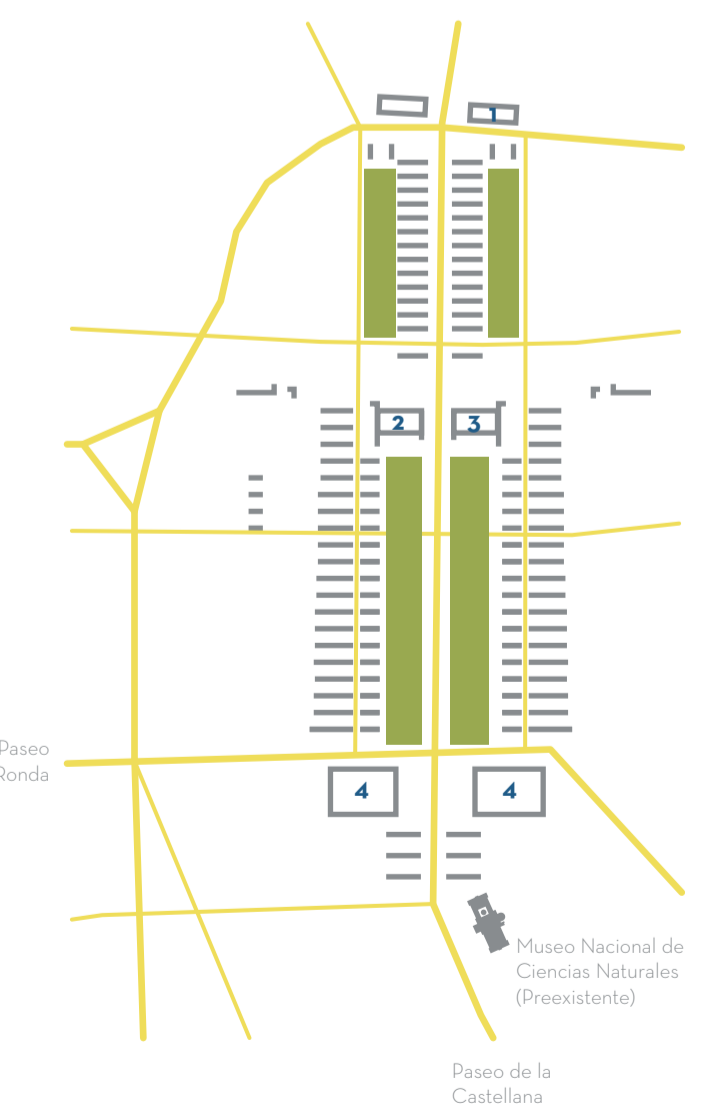 1
2
3
Paseo
Ronda
4
4
Museo Nacional de
Ciencias Naturales
(Preexistente)
Paseo de la
Castellana